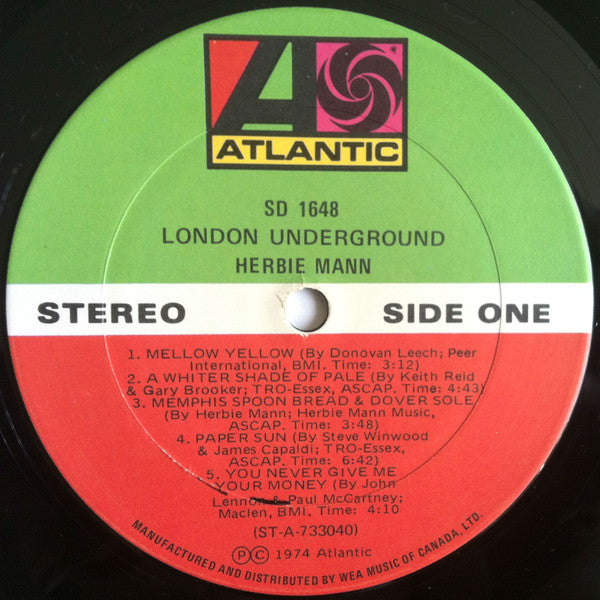 ATLANTIC
SD 1648
LONDON UNDERGROUND
HERBIE MANN
STEREO SIDE ONE
1. MELLOW YELLOW (By Donovan Leech; Peer
International, BMI. Time: 3:12)
2. A WHITER SHADE OF PALE (By Keith Reid
& Gary Brooker; TRO-Essex, ASCAP. Time: 4:43)
3. MEMPHIS SPOON BREAD & DOVER SOLE
(By Herbie Mann; Herbie Mann Music,
ASCAP. Time: 3:48)
4. PAPER SUN (By Steve Winwood
& James Capaldi; TRO-Essex,
ASCAP. Time: 6:42)
5. YOU NEVER GIVE ME
YOUR MONEY (By John
Lennon & Paul McCartney;
Maclen, BMI. Time: 4:10
(ST-A-733040)
Ⓟ © 1974 Atlantic
MANUFACTURED AND DISTRIBUTED BY WEA MUSIC OF CANADA, LTD.